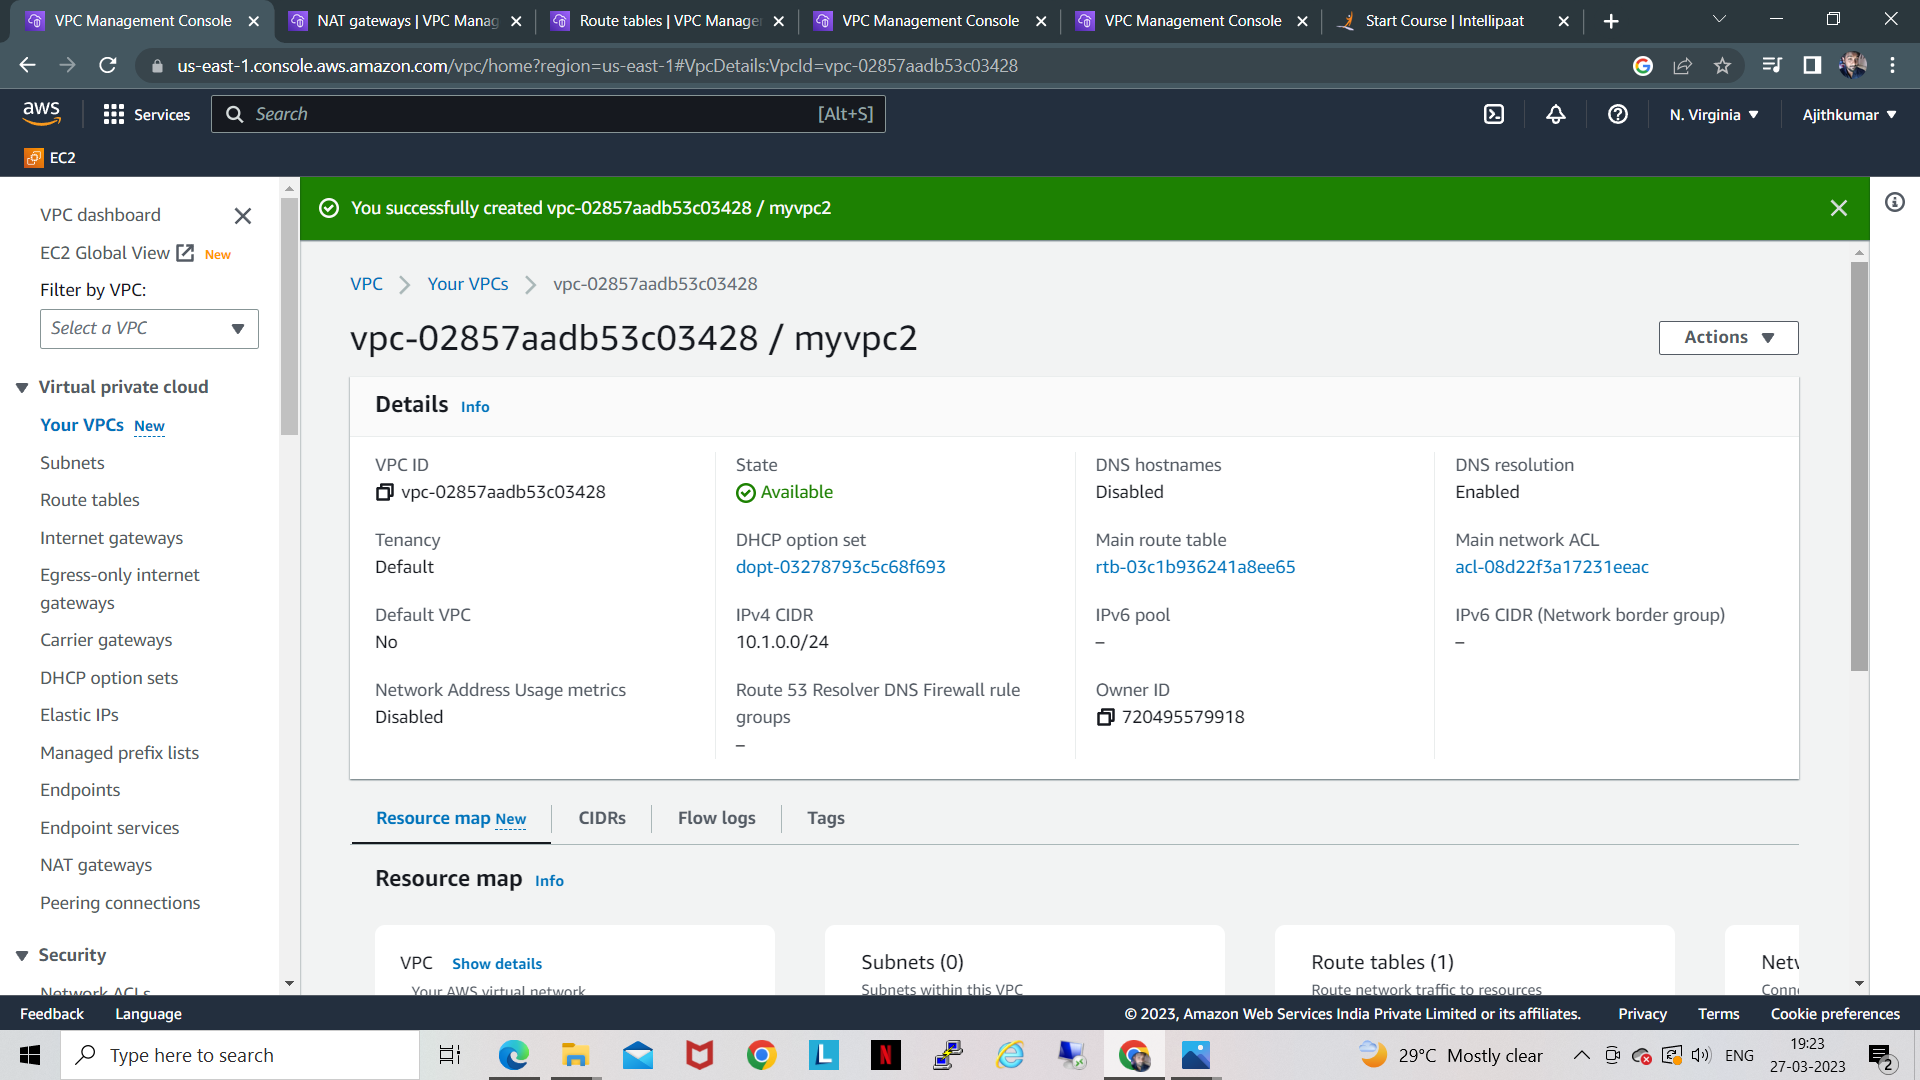 VPC Management Console
NAT gateways | VPC Manag
Route tables | VPC Manage
VPC Management Console
VPC Management Console
Start Course | Intellipaat
us-east-1.console.aws.amazon.com/vpc/home?region=us-east-1#VpcDetails:VpcId=vpc-02857aadb53c03428
aws
Services
Search
[Alt+S]
N. Virginia
Ajithkumar
EC2
VPC dashboard
EC2 Global View New
Filter by VPC:
Select a VPC
Virtual private cloud
Your VPCs New
Subnets
Route tables
Internet gateways
Egress-only internet
gateways
Carrier gateways
DHCP option sets
Elastic IPs
Managed prefix lists
Endpoints
Endpoint services
NAT gateways
Peering connections
Security
Network ACLs
You successfully created vpc-02857aadb53c03428 / myvpc2
VPC
Your VPCs
vpc-02857aadb53c03428
vpc-02857aadb53c03428 / myvpc2
Actions
Details Info
VPC ID
vpc-02857aadb53c03428
State
Available
DNS hostnames
Disabled
DNS resolution
Enabled
Tenancy
Default
DHCP option set
dopt-03278793c5c68f693
Main route table
rtb-03c1b936241a8ee65
Main network ACL
acl-08d22f3a17231eeac
Default VPC
No
IPv4 CIDR
10.1.0.0/24
IPv6 pool
–
IPv6 CIDR (Network border group)
–
Network Address Usage metrics
Disabled
Route 53 Resolver DNS Firewall rule
groups
–
Owner ID
720495579918
Resource map New
CIDRs
Flow logs
Tags
Resource map Info
VPC Show details
Your AWS virtual network
Subnets (0)
Subnets within this VPC
Route tables (1)
Route network traffic to resources
Feedback
Language
© 2023, Amazon Web Services India Private Limited or its affiliates.
Privacy
Terms
Cookie preferences
Type here to search
29°C Mostly clear
ENG
19:23
27-03-2023
2